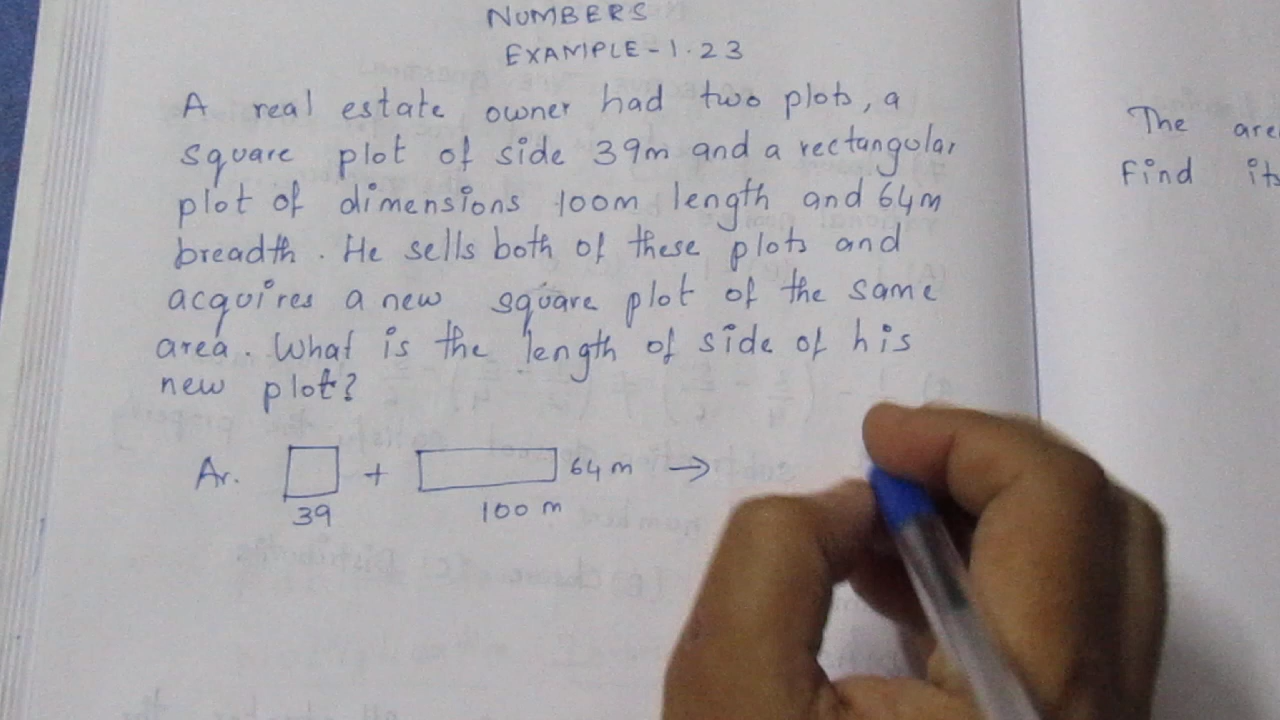 NUMBERS
EXAMPLE-1.23
A real estate owner had two plots, a
square plot of side 39m and a rectangular
plot of dimensions 100m length and 64m
breadth. He sells both of these plots and
acquires a new square plot of the same
area. What is the length of side of his
new plot?
Ar. + 64 m →
39 100 m
The are
Find its